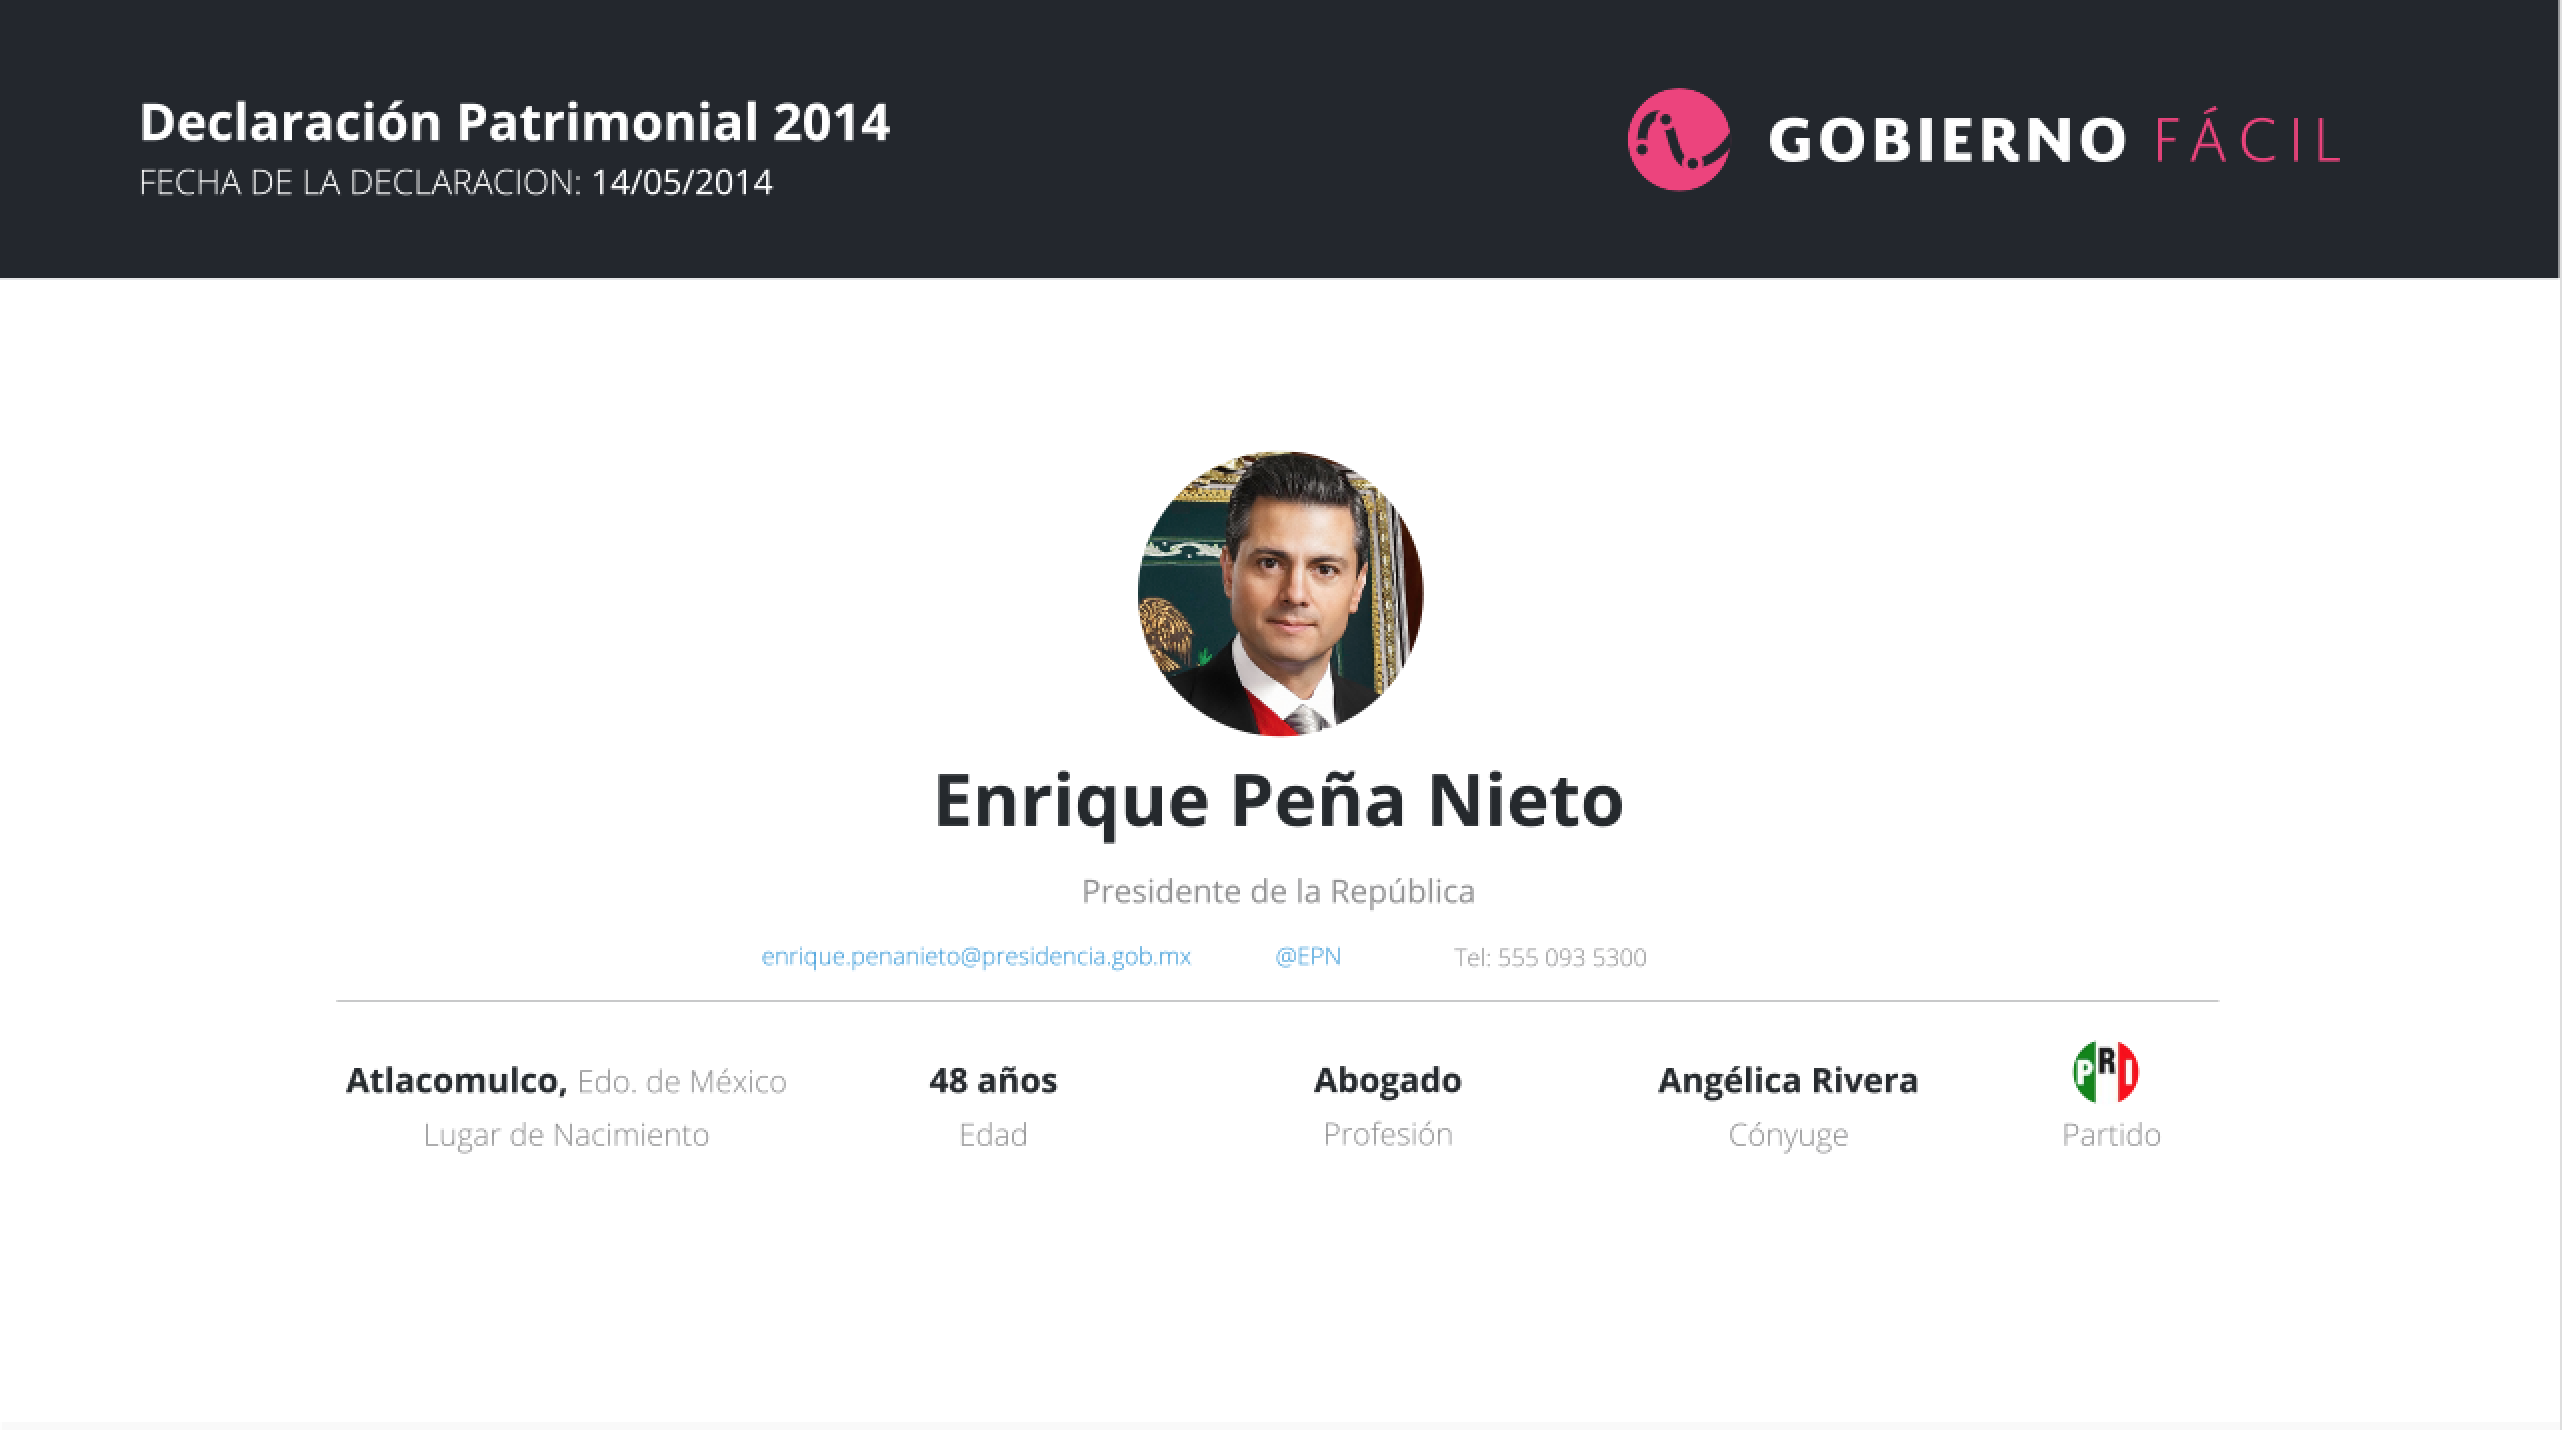 Declaración Patrimonial 2014
FECHA DE LA DECLARACION: 14/05/2014
GOBIERNO FÁCIL
Enrique Peña Nieto
Presidente de la República
enrique.penanieto@presidencia.gob.mx @EPN Tel: 555 093 5300
Atlacomulco, Edo. de México
Lugar de Nacimiento
48 años
Edad
Abogado
Profesión
Angélica Rivera
Cónyuge
PRI
Partido